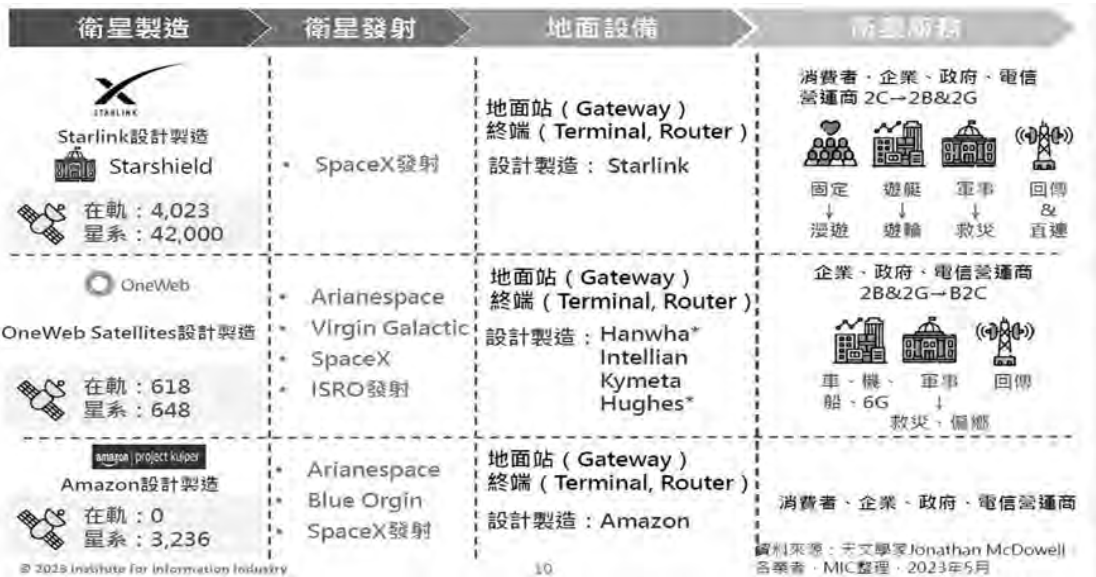 衛星製造
衛星發射
地面設備
衛星服務
STARLINK
Starlink設計製造
Starshield
在軌：4,023
星系：42,000
• SpaceX發射
地面站（Gateway）
終端（Terminal, Router）
設計製造：Starlink
消費者、企業、政府、電信
營運商 2C→2B&2G
固定
↓
漫遊
遊艇
↓
遊輪
軍事
↓
救災
回傳
&
直連
OneWeb
OneWeb Satellites設計製造
在軌：618
星系：648
• Arianespace
• Virgin Galactic
• SpaceX
• ISRO發射
地面站（Gateway）
終端（Terminal, Router）
設計製造：Hanwha*
Intellian
Kymeta
Hughes*
企業、政府、電信營運商
2B&2G→B2C
車、機、
船、6G
軍事
↓
回傳
救災、偏鄉
amazon | project kuiper
Amazon設計製造
在軌：0
星系：3,236
• Arianespace
• Blue Orgin
• SpaceX發射
地面站（Gateway）
終端（Terminal, Router）
設計製造：Amazon
消費者、企業、政府、電信營運商
資料來源：天文學家Jonathan McDowell、
各業者，MIC整理，2023年5月
© 2023 Institute for Information Industry
10